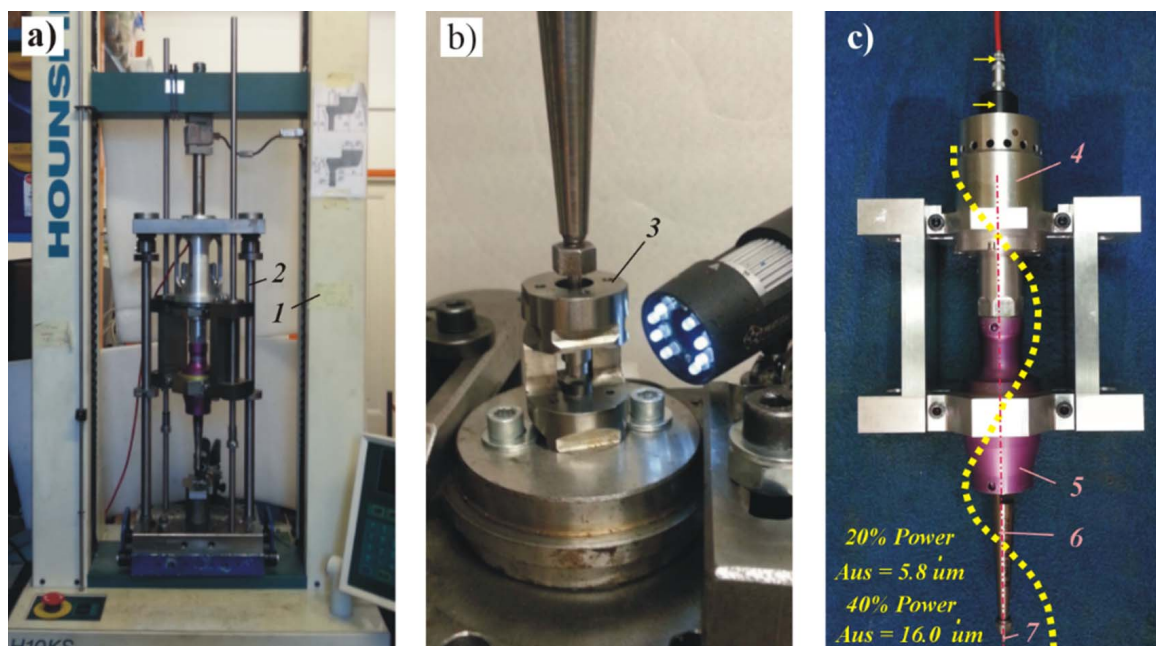 a)
HOUNS
2
1
H10KS
b)
3
c)
4
5
6
20% Power
Aus = 5.8 um
40% Power
Aus = 16.0 um
7